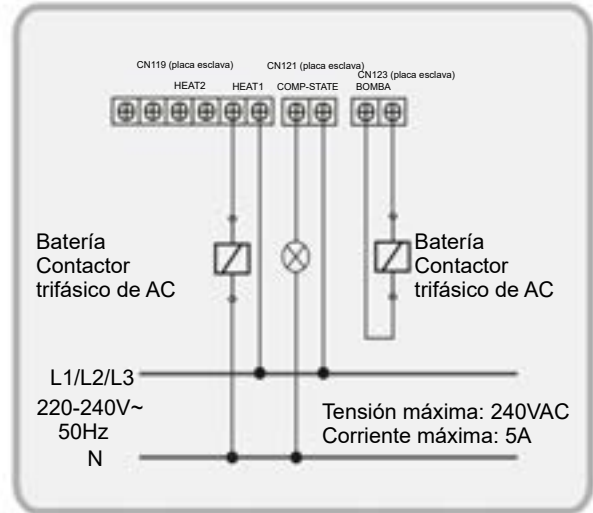 CN119 (placa esclava)
CN121 (placa esclava)
CN123 (placa esclava)
HEAT2
HEAT1
COMP-STATE
BOMBA
Batería
Contactor
trifásico de AC
Batería
Contactor
trifásico de AC
L1/L2/L3
220-240V~
50Hz
N
Tensión máxima: 240VAC
Corriente máxima: 5A